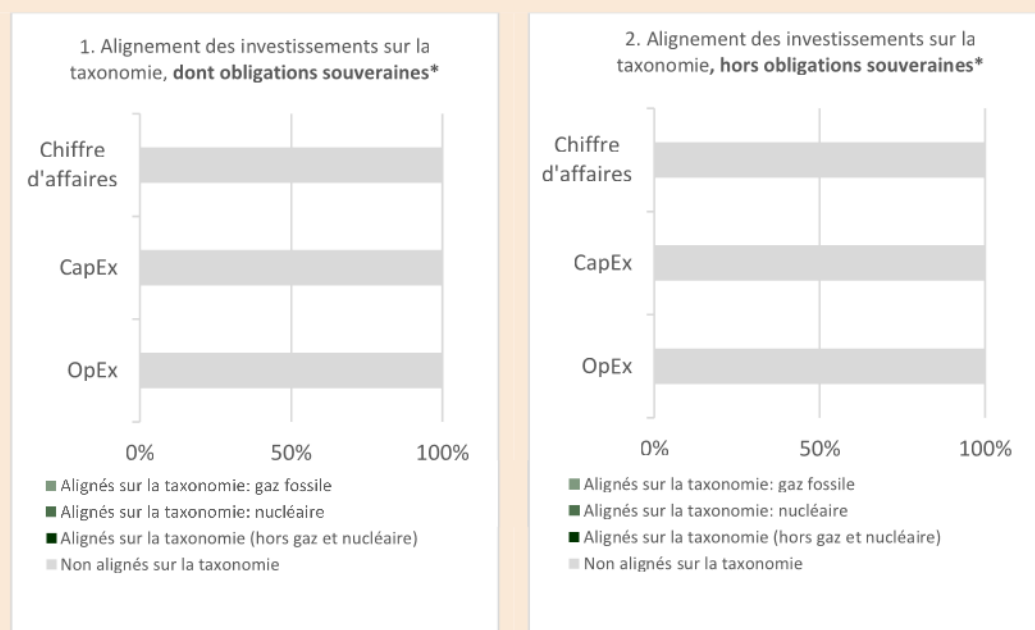 1. Alignement des investissements sur la
taxonomie, dont obligations souveraines*
Chiffre
d'affaires
CapEx
OpEx
0% 50% 100%
Alignés sur la taxonomie: gaz fossile
Alignés sur la taxonomie: nucléaire
Alignés sur la taxonomie (hors gaz et nucléaire)
Non alignés sur la taxonomie
2. Alignement des investissements sur la
taxonomie, hors obligations souveraines*
Chiffre
d'affaires
CapEx
OpEx
0% 50% 100%
Alignés sur la taxonomie: gaz fossile
Alignés sur la taxonomie: nucléaire
Alignés sur la taxonomie (hors gaz et nucléaire)
Non alignés sur la taxonomie